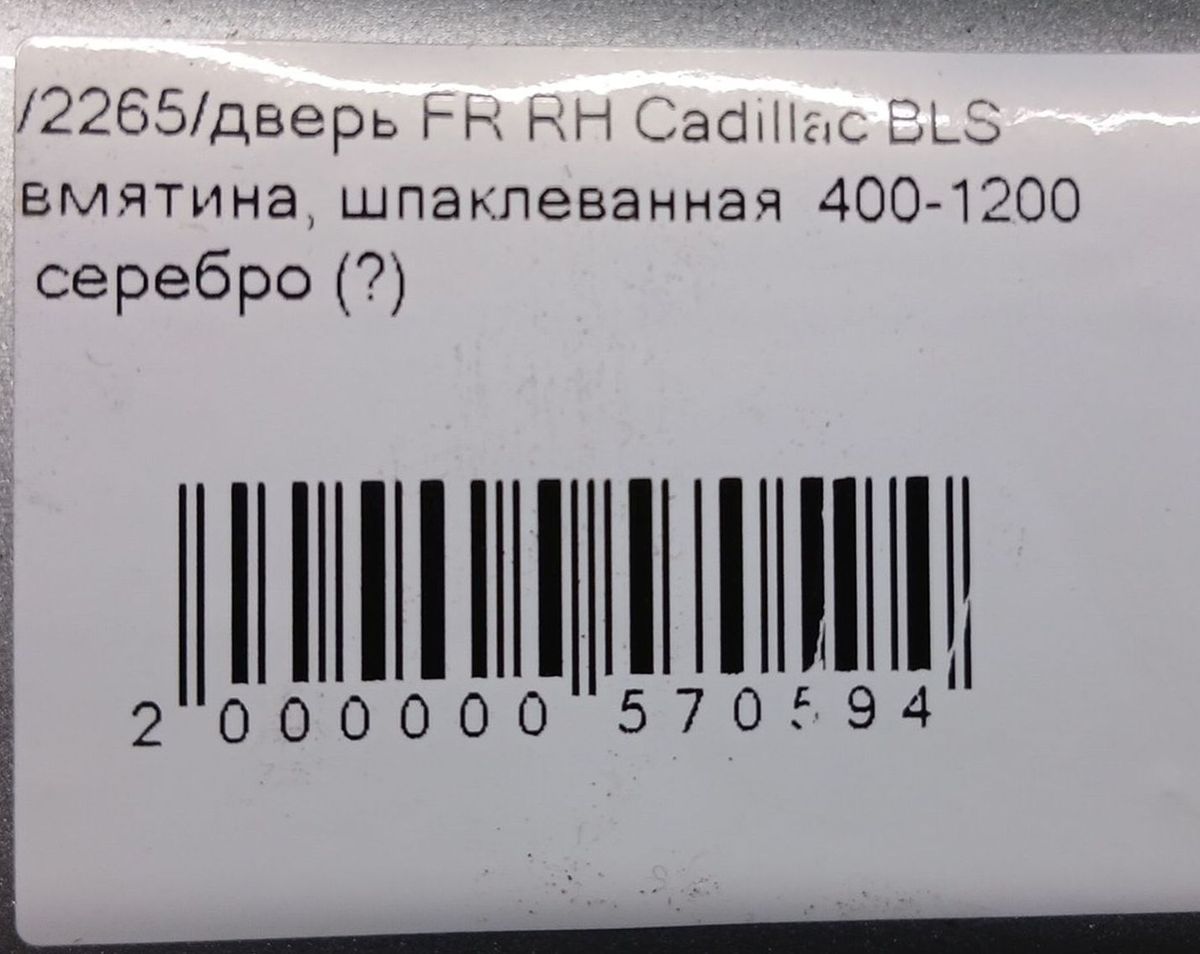 /2265/дверь FR RH Cadillac BLS
вмятина, шпаклеванная 400-1200
серебро (?)
2 000000 570594